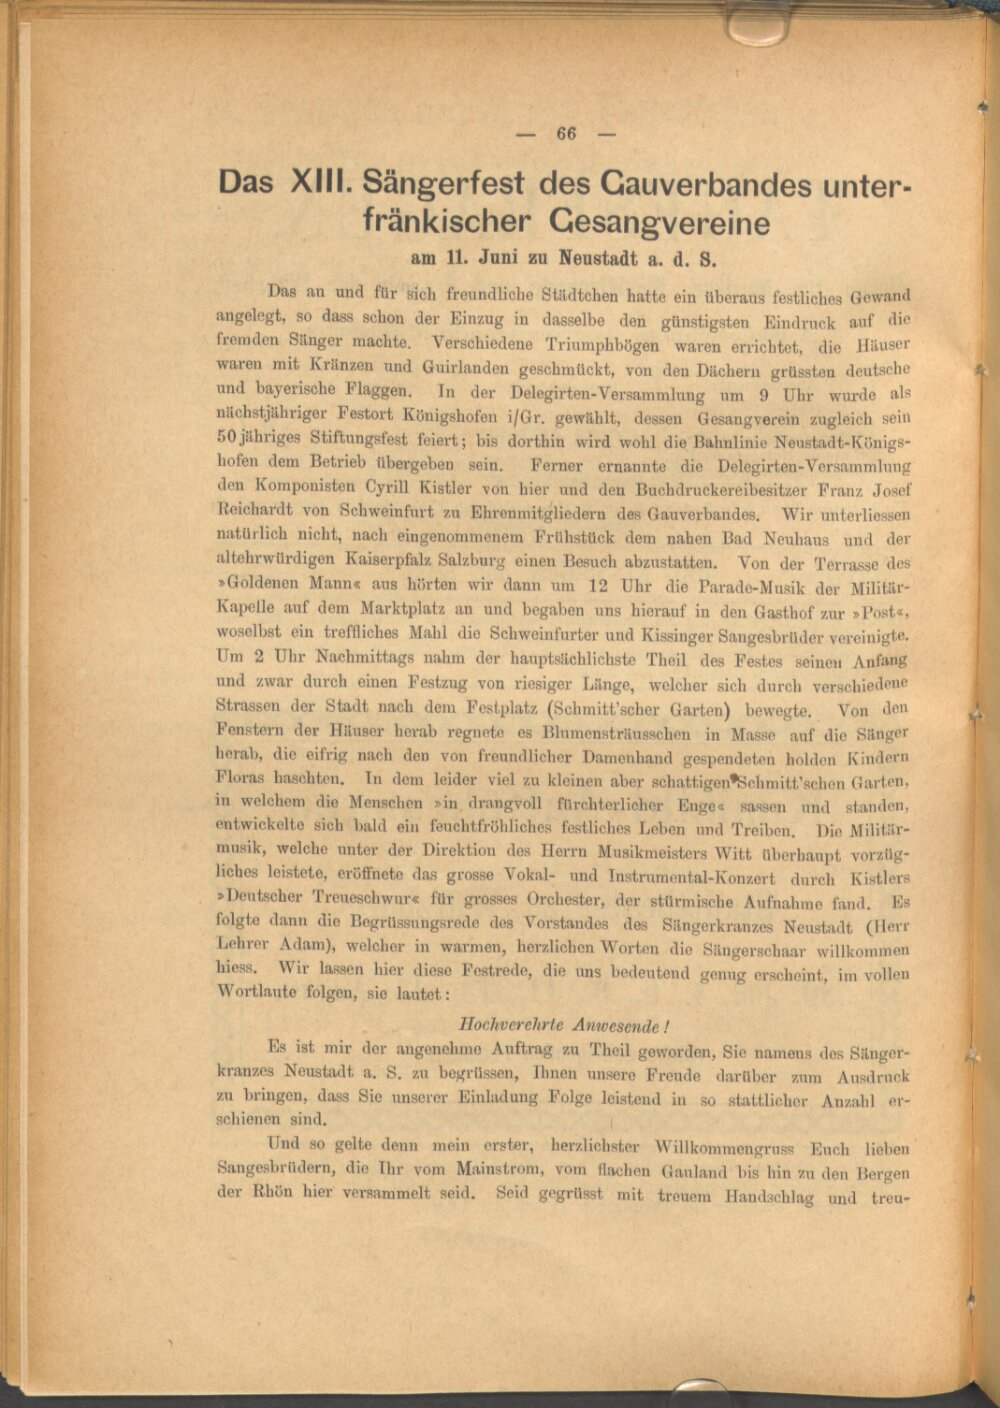 — 66 —
Das XIII. Sängerfest des Gauverbandes unter-
fränkischer Gesangvereine
am 11. Juni zu Neustadt a. d. S.
Das an und für sich freundliche Städtchen hatte ein überaus festliches Gewand
angelegt, so dass schon der Einzug in dasselbe den günstigsten Eindruck auf die
fremden Sänger machte. Verschiedene Triumphbögen waren errichtet, die Häuser
waren mit Kränzen und Guirlanden geschmückt, von den Dächern grüssten deutsche
und bayerische Flaggen. In der Delegirten-Versammlung um 9 Uhr wurde als
nächstjähriger Festort Königshofen i/Gr. gewählt, dessen Gesangverein zugleich sein
50jähriges Stiftungsfest feiert; bis dorthin wird wohl die Bahnlinie Neustadt-Königs-
hofen dem Betrieb übergeben sein. Ferner ernannte die Delegirten-Versammlung
den Komponisten Cyrill Kistler von hier und den Buchdruckereibesitzer Franz Josef
Reichardt von Schweinfurt zu Ehrenmitgliedern des Gauverbandes. Wir unterliessen
natürlich nicht, nach eingenommenem Frühstück dem nahen Bad Neuhaus und der
altehrwürdigen Kaiserpfalz Salzburg einen Besuch abzustatten. Von der Terrasse des
»Goldenen Mann« aus hörten wir dann um 12 Uhr die Parade-Musik der Militär-
Kapelle auf dem Marktplatz an und begaben uns hierauf in den Gasthof zur »Post«,
woselbst ein treffliches Mahl die Schweinfurter und Kissinger Sangesbrüder vereinigte.
Um 2 Uhr Nachmittags nahm der hauptsächlichste Theil des Festes seinen Anfang
und zwar durch einen Festzug von riesiger Länge, welcher sich durch verschiedene
Strassen der Stadt nach dem Festplatz (Schmitt'scher Garten) bewegte. Von den
Fenstern der Häuser herab regnete es Blumensträusschen in Masse auf die Sänger
herab, die eifrig nach den von freundlicher Damenhand gespendeten holden Kindern
Floras haschten. In dem leider viel zu kleinen aber schattigen Schmitt'schen Garten,
in welchem die Menschen »in drangvoll fürchterlicher Enge« sassen und standen,
entwickelte sich bald ein feuchtfröhliches festliches Leben und Treiben. Die Militär-
musik, welche unter der Direktion des Herrn Musikmeisters Witt überhaupt vorzüg-
liches leistete, eröffnete das grosse Vokal- und Instrumental-Konzert durch Kistlers
»Deutscher Treueschwur« für grosses Orchester, der stürmische Aufnahme fand. Es
folgte dann die Begrüssungsrede des Vorstandes des Sängerkranzes Neustadt (Herr
Lehrer Adam), welcher in warmen, herzlichen Worten die Sängerschaar willkommen
hiess. Wir lassen hier diese Festrede, die uns bedeutend genug erscheint, im vollen
Wortlaute folgen, sie lautet:
Hochverehrte Anwesende!
Es ist mir der angenehme Auftrag zu Theil geworden, Sie namens des Sänger-
kranzes Neustadt a. S. zu begrüssen, Ihnen unsere Freude darüber zum Ausdruck
zu bringen, dass Sie unserer Einladung Folge leistend in so stattlicher Anzahl er-
schienen sind.
Und so gelte denn mein erster, herzlichster Willkommengruss Euch lieben
Sangesbrüdern, die Ihr vom Mainstrom, vom flachen Gauland bis hin zu den Bergen
der Rhön hier versammelt seid. Seid gegrüsst mit treuem Handschlag und treu-